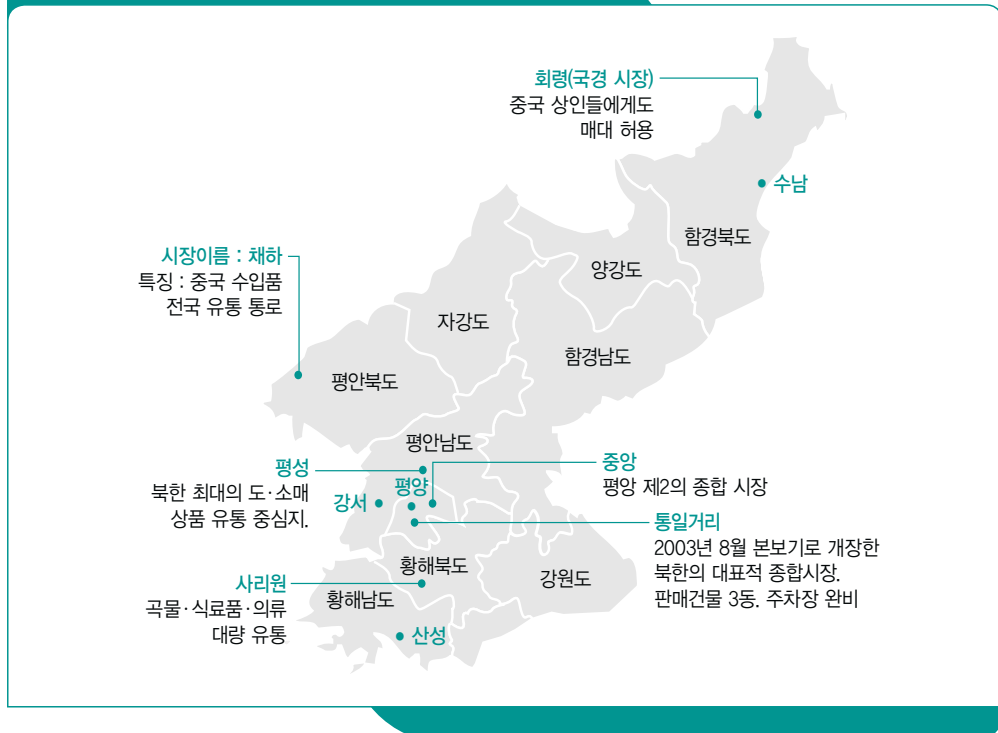 회령(국경 시장)
중국 상인들에게도
매대 허용
수남
함경북도
양강도
시장이름 : 채하
특징 : 중국 수입품
전국 유통 통로
자강도
함경남도
평안북도
평안남도
평성
북한 최대의 도·소매
상품 유통 중심지.
강서
평양
중앙
평앙 제2의 종합 시장
통일거리
2003년 8월 본보기로 개장한
북한의 대표적 종합시장.
판매건물 3동. 주차장 완비
황해북도
강원도
사리원
곡물·식료품·의류
대량 유통
황해남도
산성